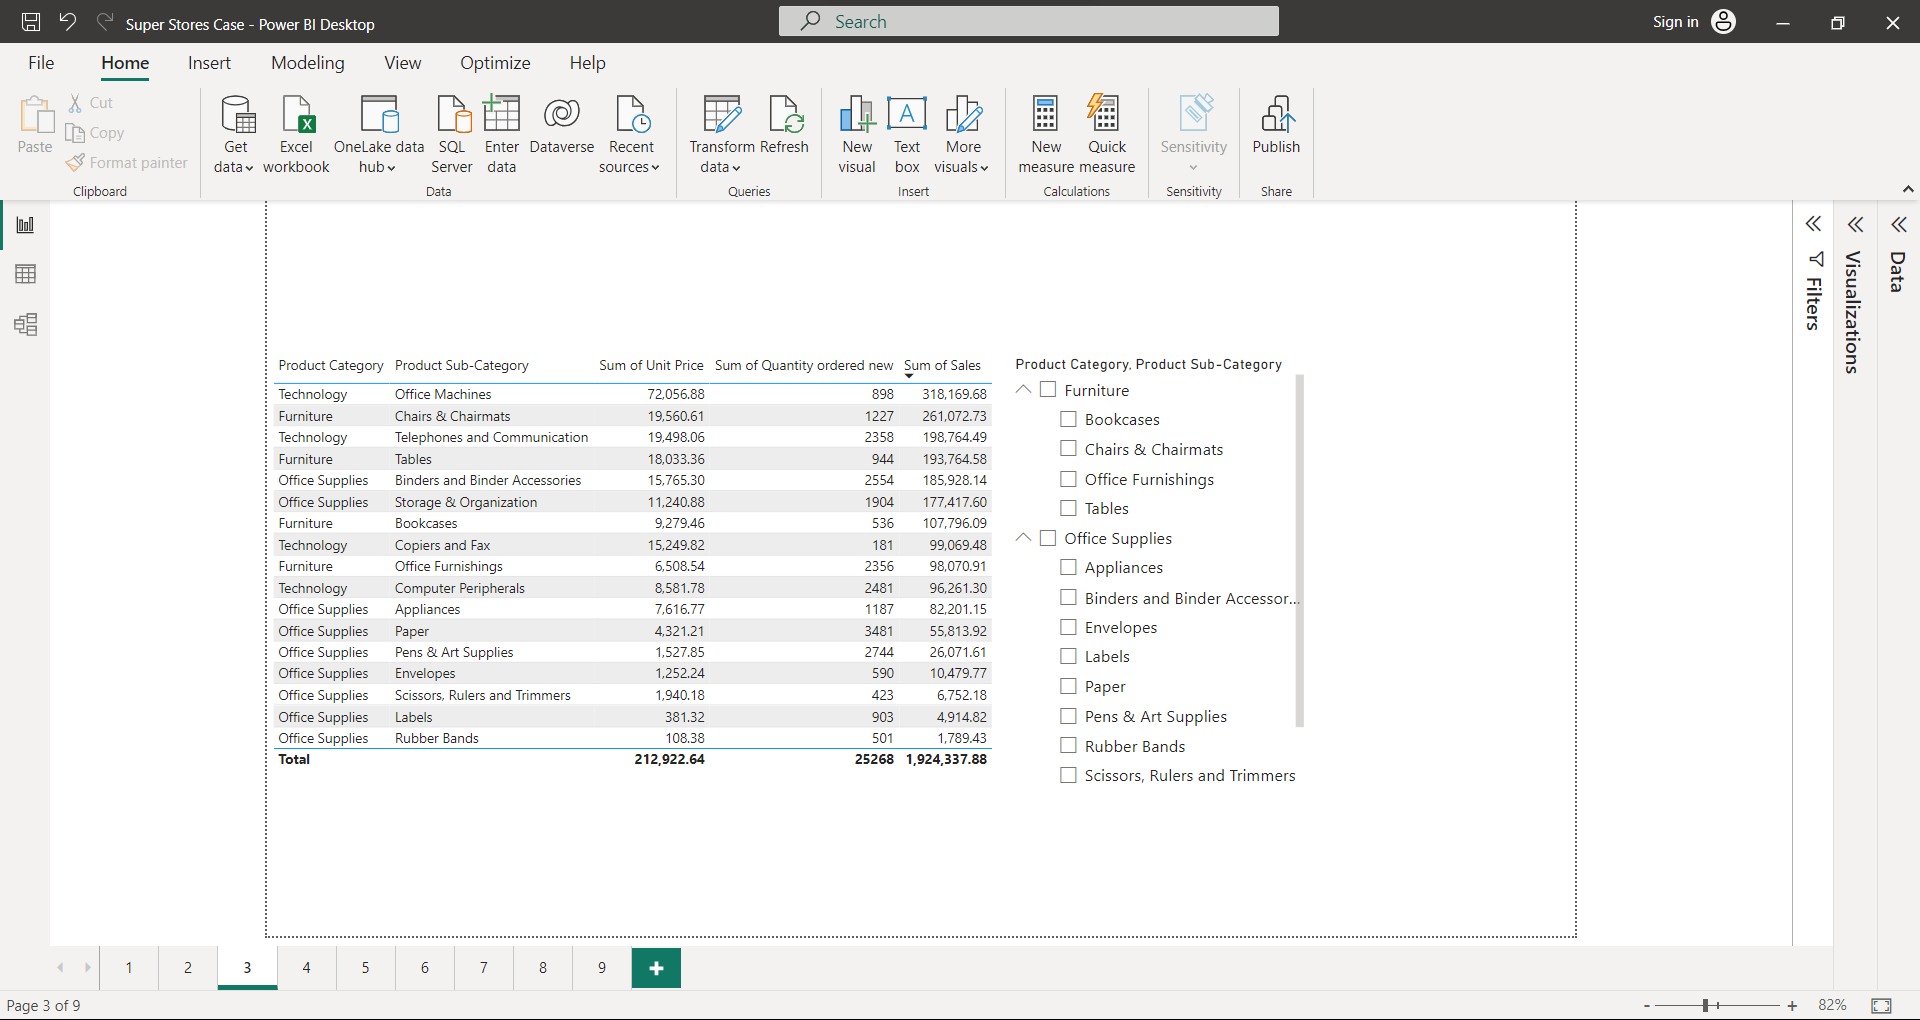 Super Stores Case - Power BI Desktop
Search
Sign in
File Home Insert Modeling View Optimize Help
Paste
Cut
Copy
Format painter
Clipboard
Get data
Excel workbook
OneLake data hub
SQL Server
Enter data
Dataverse
Recent sources
Data
Transform data
Refresh
Queries
New visual
Text box
More visuals
Insert
New measure
Quick measure
Calculations
Sensitivity
Sensitivity
Publish
Share
Product Category Product Sub-Category Sum of Unit Price Sum of Quantity ordered new Sum of Sales
Technology Office Machines 72,056.88 898 318,169.68
Furniture Chairs & Chairmats 19,560.61 1227 261,072.73
Technology Telephones and Communication 19,498.06 2358 198,764.49
Furniture Tables 18,033.36 944 193,764.58
Office Supplies Binders and Binder Accessories 15,765.30 2554 185,928.14
Office Supplies Storage & Organization 11,240.88 1904 177,417.60
Furniture Bookcases 9,279.46 536 107,796.09
Technology Copiers and Fax 15,249.82 181 99,069.48
Furniture Office Furnishings 6,508.54 2356 98,070.91
Technology Computer Peripherals 8,581.78 2481 96,261.30
Office Supplies Appliances 7,616.77 1187 82,201.15
Office Supplies Paper 4,321.21 3481 55,813.92
Office Supplies Pens & Art Supplies 1,527.85 2744 26,071.61
Office Supplies Envelopes 1,252.24 590 10,479.77
Office Supplies Scissors, Rulers and Trimmers 1,940.18 423 6,752.18
Office Supplies Labels 381.32 903 4,914.82
Office Supplies Rubber Bands 108.38 501 1,789.43
Total 212,922.64 25268 1,924,337.88
Product Category, Product Sub-Category
Furniture
Bookcases
Chairs & Chairmats
Office Furnishings
Tables
Office Supplies
Appliances
Binders and Binder Accessor...
Envelopes
Labels
Paper
Pens & Art Supplies
Rubber Bands
Scissors, Rulers and Trimmers
Filters
Visualizations
Data
1 2 3 4 5 6 7 8 9 +
Page 3 of 9
- + 82%